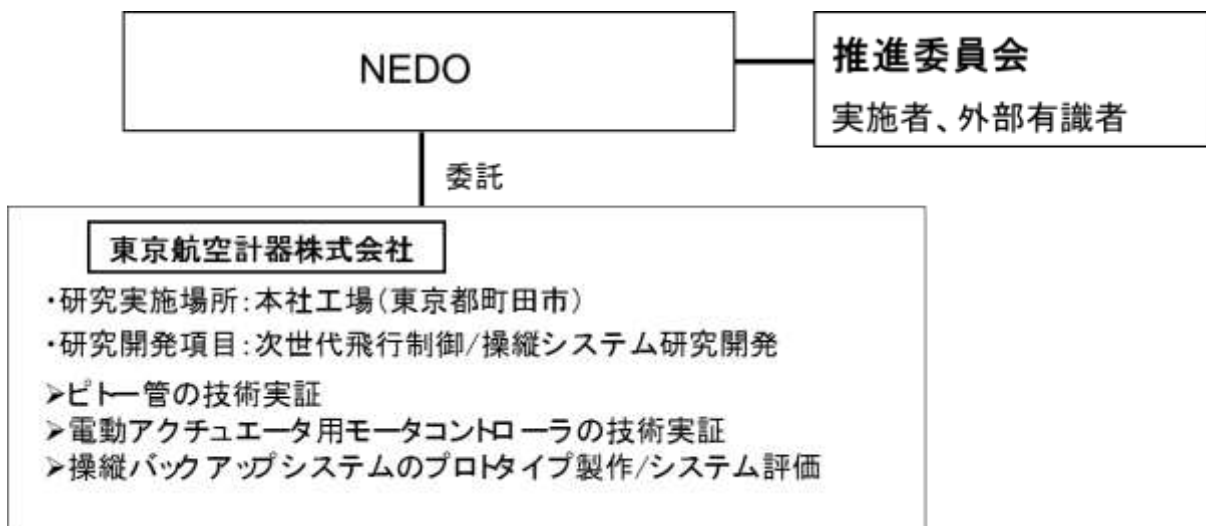 NEDO
推進委員会
実施者、外部有識者
委託
東京航空計器株式会社
・研究実施場所:本社工場(東京都町田市)
・研究開発項目:次世代飛行制御/操縦システム研究開発
➢ピトー管の技術実証
➢電動アクチュエータ用モータコントローラの技術実証
➢操縦バックアップシステムのプロトタイプ製作/システム評価